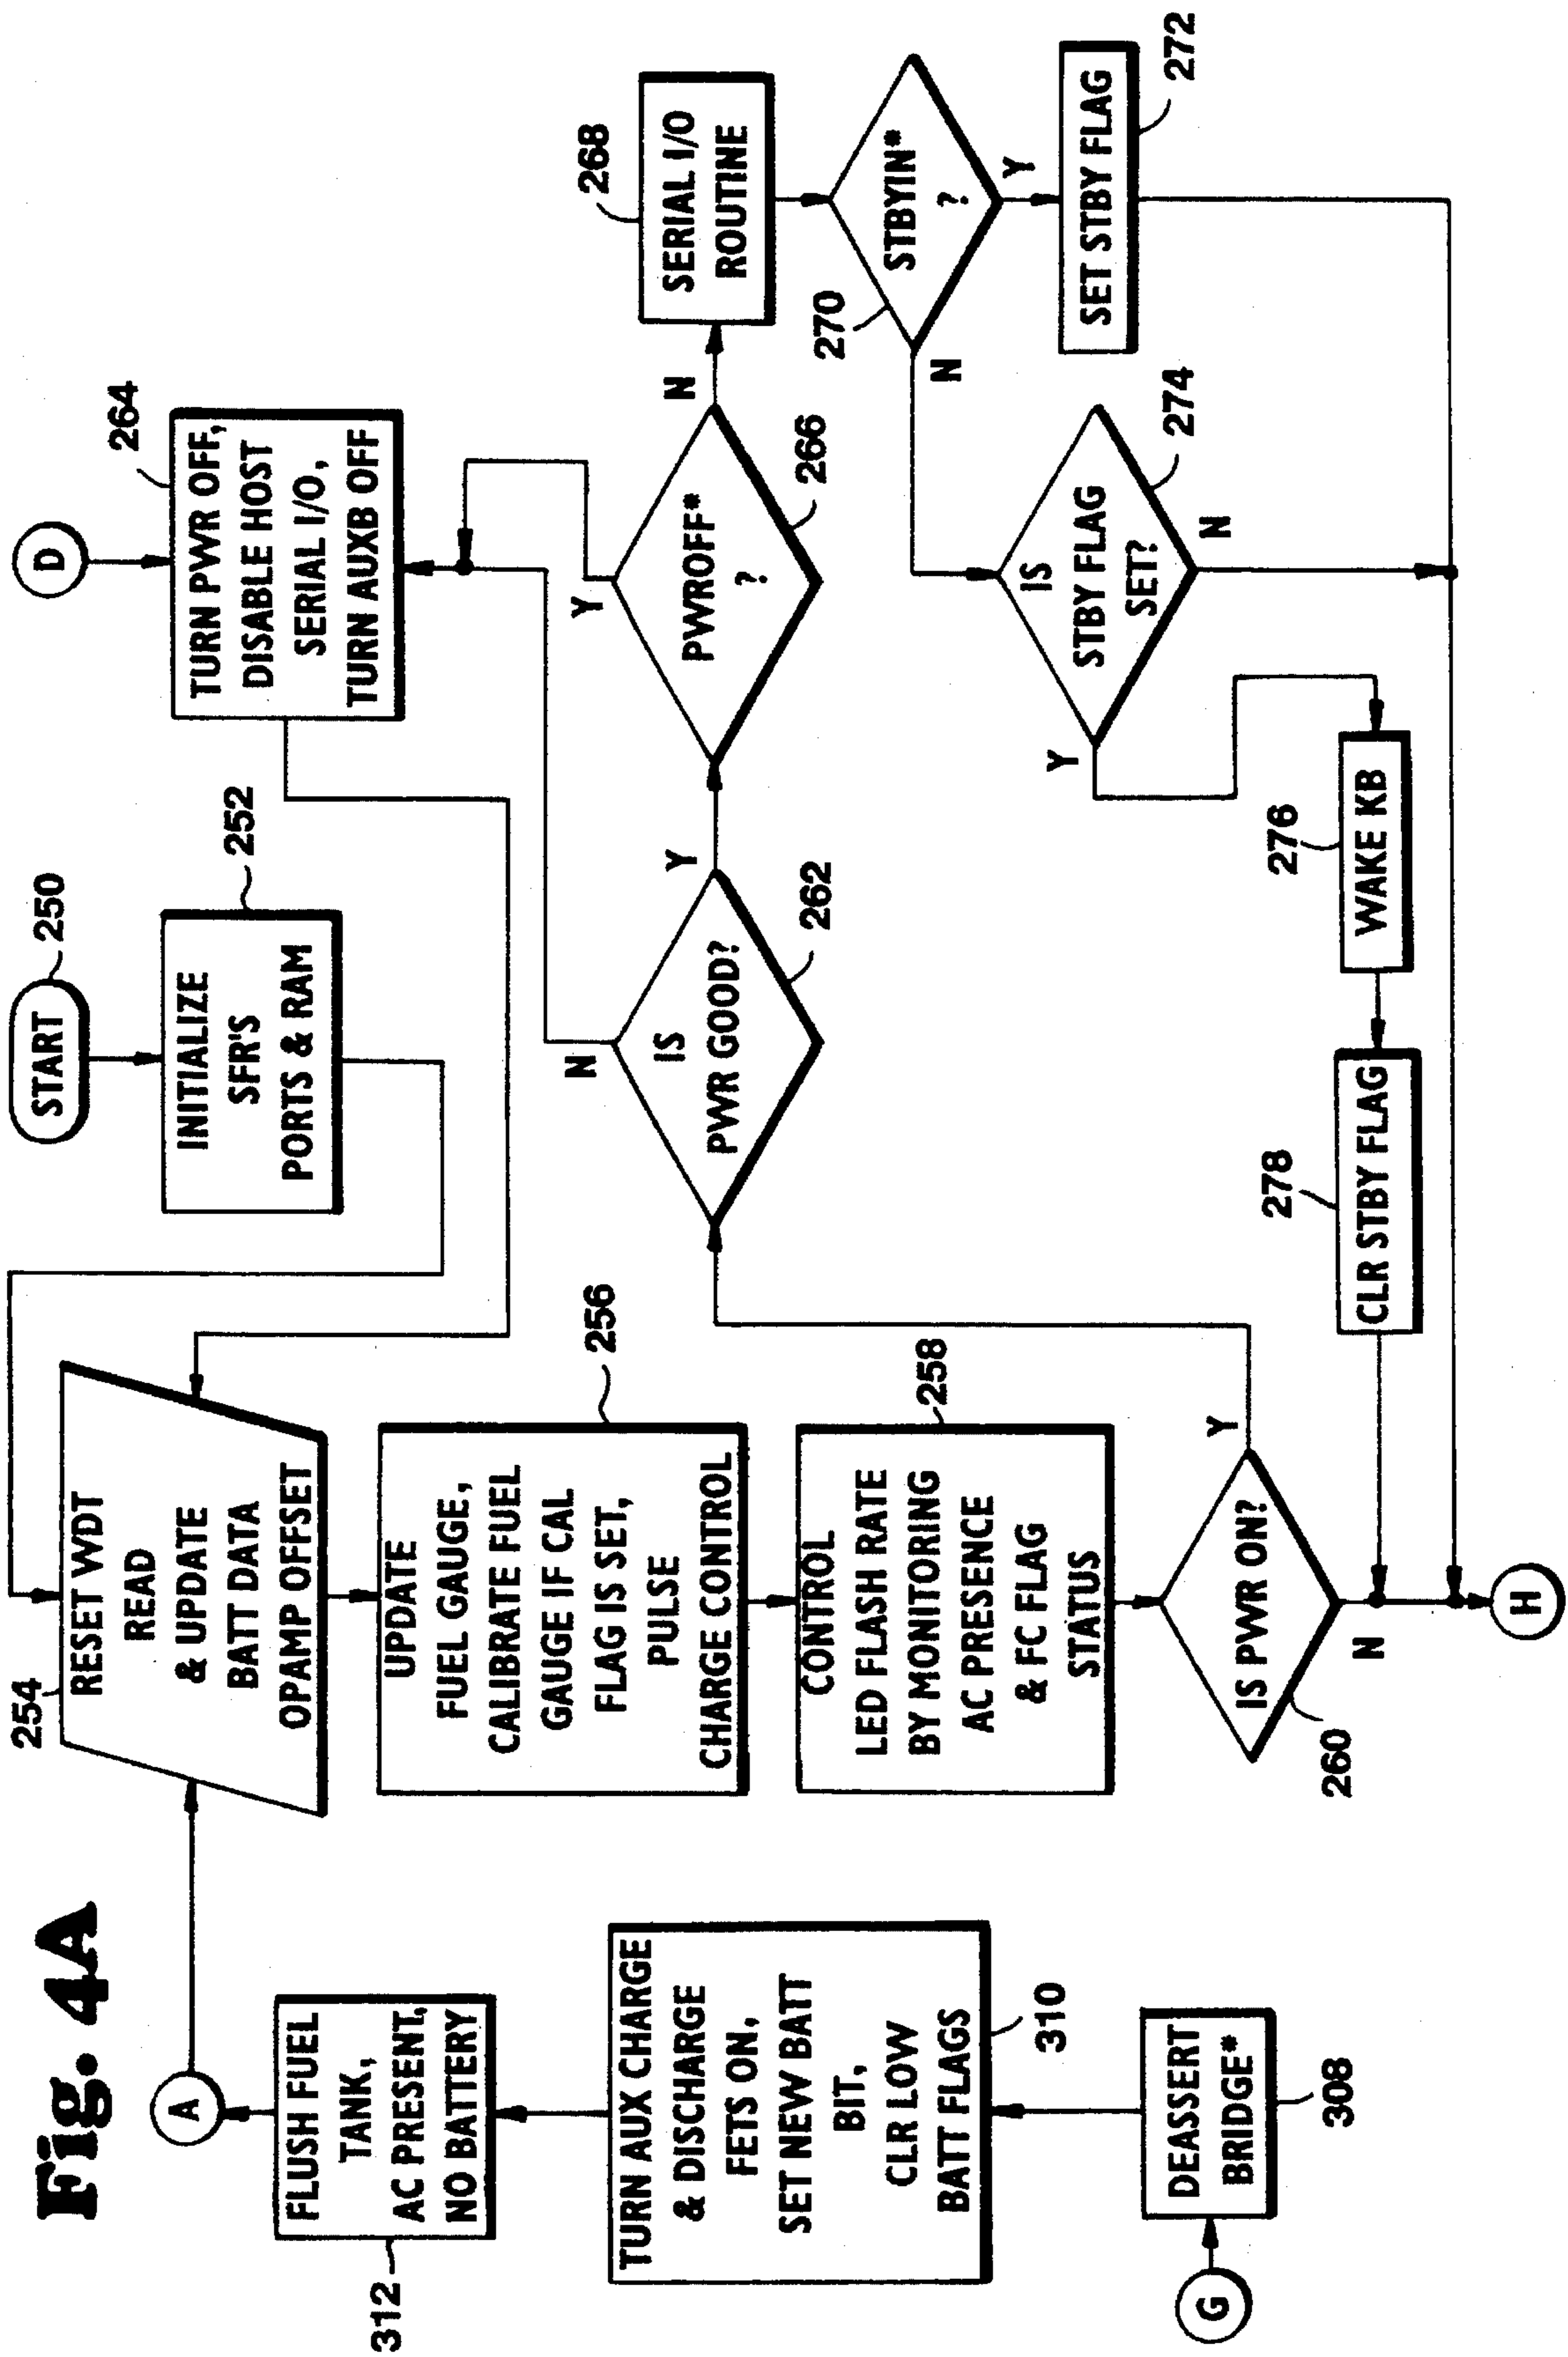 Fig. 4A
START
250
INITIALIZE
SFR'S
PORTS & RAM
252
D
TURN PWR OFF,
DISABLE HOST
SERIAL I/O,
TURN AUXB OFF
264
254
RESET WDT
READ
& UPDATE
BATT DATA
OPAMP OFFSET
A
FLUSH FUEL
TANK,
AC PRESENT,
NO BATTERY
312
UPDATE
FUEL GAUGE,
CALIBRATE FUEL
GAUGE IF CAL
FLAG IS SET,
PULSE
CHARGE CONTROL
256
TURN AUX CHARGE
& DISCHARGE
FETS ON,
SET NEW BATT
BIT,
CLR LOW
BATT FLAGS
310
CONTROL
LED FLASH RATE
BY MONITORING
AC PRESENCE
& FC FLAG
STATUS
258
IS
PWR GOOD?
262
N
Y
PWROFF*
?
266
Y
N
268
SERIAL I/O
ROUTINE
270
STBYIN*
?
N
Y
SET STBY FLAG
272
IS
STBY FLAG
SET?
274
Y
N
276
WAKE KB
278
CLR STBY FLAG
IS PWR ON?
260
Y
N
H
G
DEASSERT
BRIDGE*
308